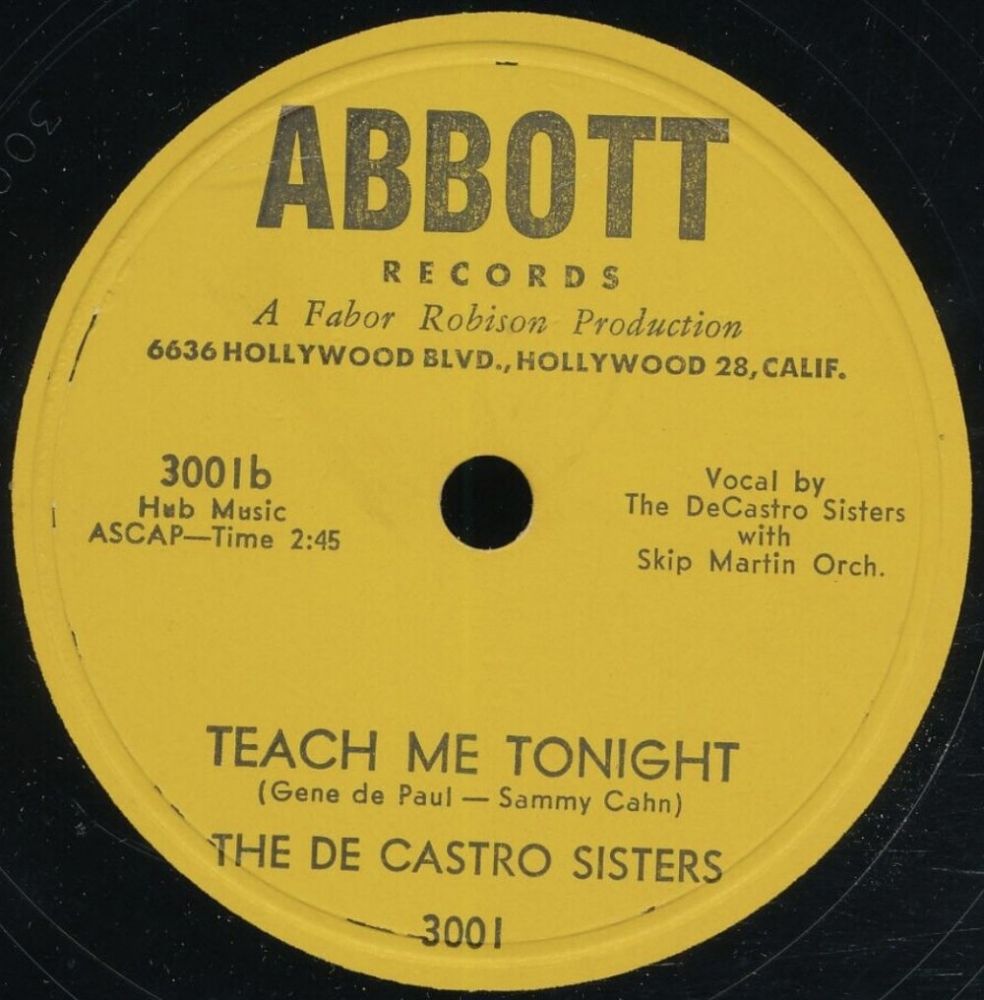 ABBOTT
RECORDS
A Fabor Robison Production
6636 HOLLYWOOD BLVD., HOLLYWOOD 28, CALIF.
3001b
Hub Music
ASCAP—Time 2:45
Vocal by
The DeCastro Sisters
with
Skip Martin Orch.
TEACH ME TONIGHT
(Gene de Paul — Sammy Cahn)
THE DE CASTRO SISTERS
3001